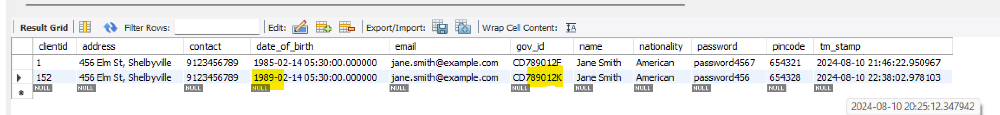 Result Grid Filter Rows: Edit: Export/Import: Wrap Cell Content: IA
clientid address contact date_of_birth email gov_id name nationality password pincode tm_stamp
1 456 Elm St, Shelbyville 9123456789 1985-02-14 05:30:00.000000 jane.smith@example.com CD789012F Jane Smith American password4567 654321 2024-08-10 21:46:22.950967
152 456 Elm St, Shelbyville 9123456789 1989-02-14 05:30:00.000000 jane.smith@example.com CD789012K Jane Smith American password456 654328 2024-08-10 22:38:02.978103
NULL NULL NULL NULL NULL NULL NULL NULL NULL NULL NULL
2024-08-10 20:25:12.347942